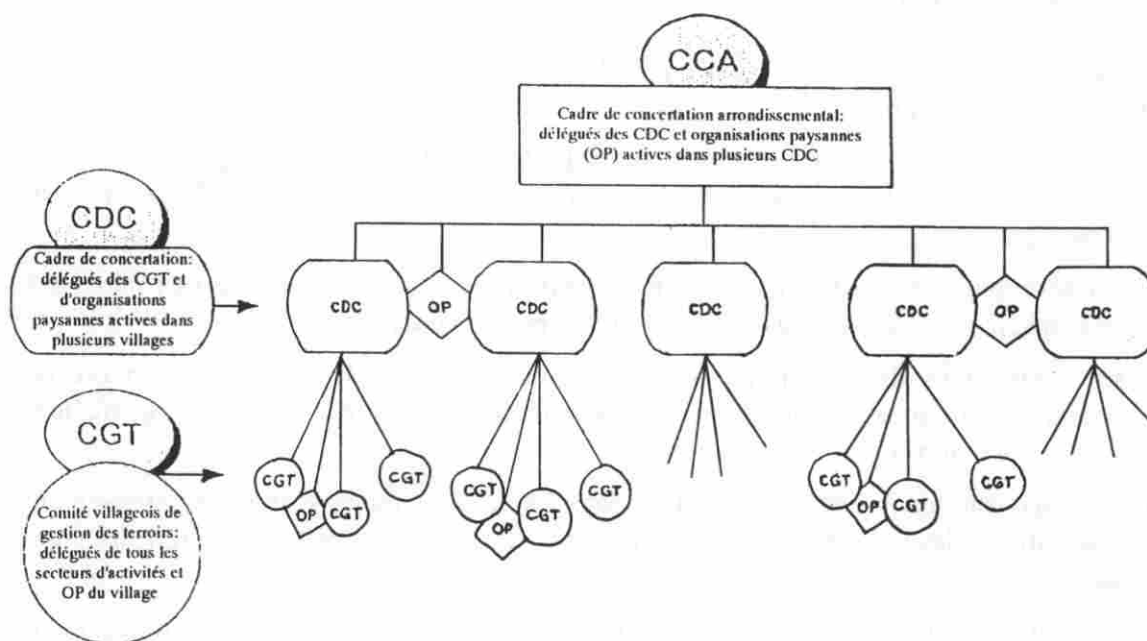 CCA
Cadre de concertation arrondissemental:
délégués des CDC et organisations paysannes
(OP) actives dans plusieurs CDC
CDC
Cadre de concertation:
délégués des CGT et
d'organisations
paysannes actives dans
plusieurs villages
CDC
OP
CDC
CDC
CDC
OP
CDC
CGT
Comité villageois de
gestion des terroirs:
délégués de tous les
secteurs d'activités et
OP du village
CGT
OP
CGT
CGT
CGT
OP
CGT
CGT
CGT
OP
CGT
CGT